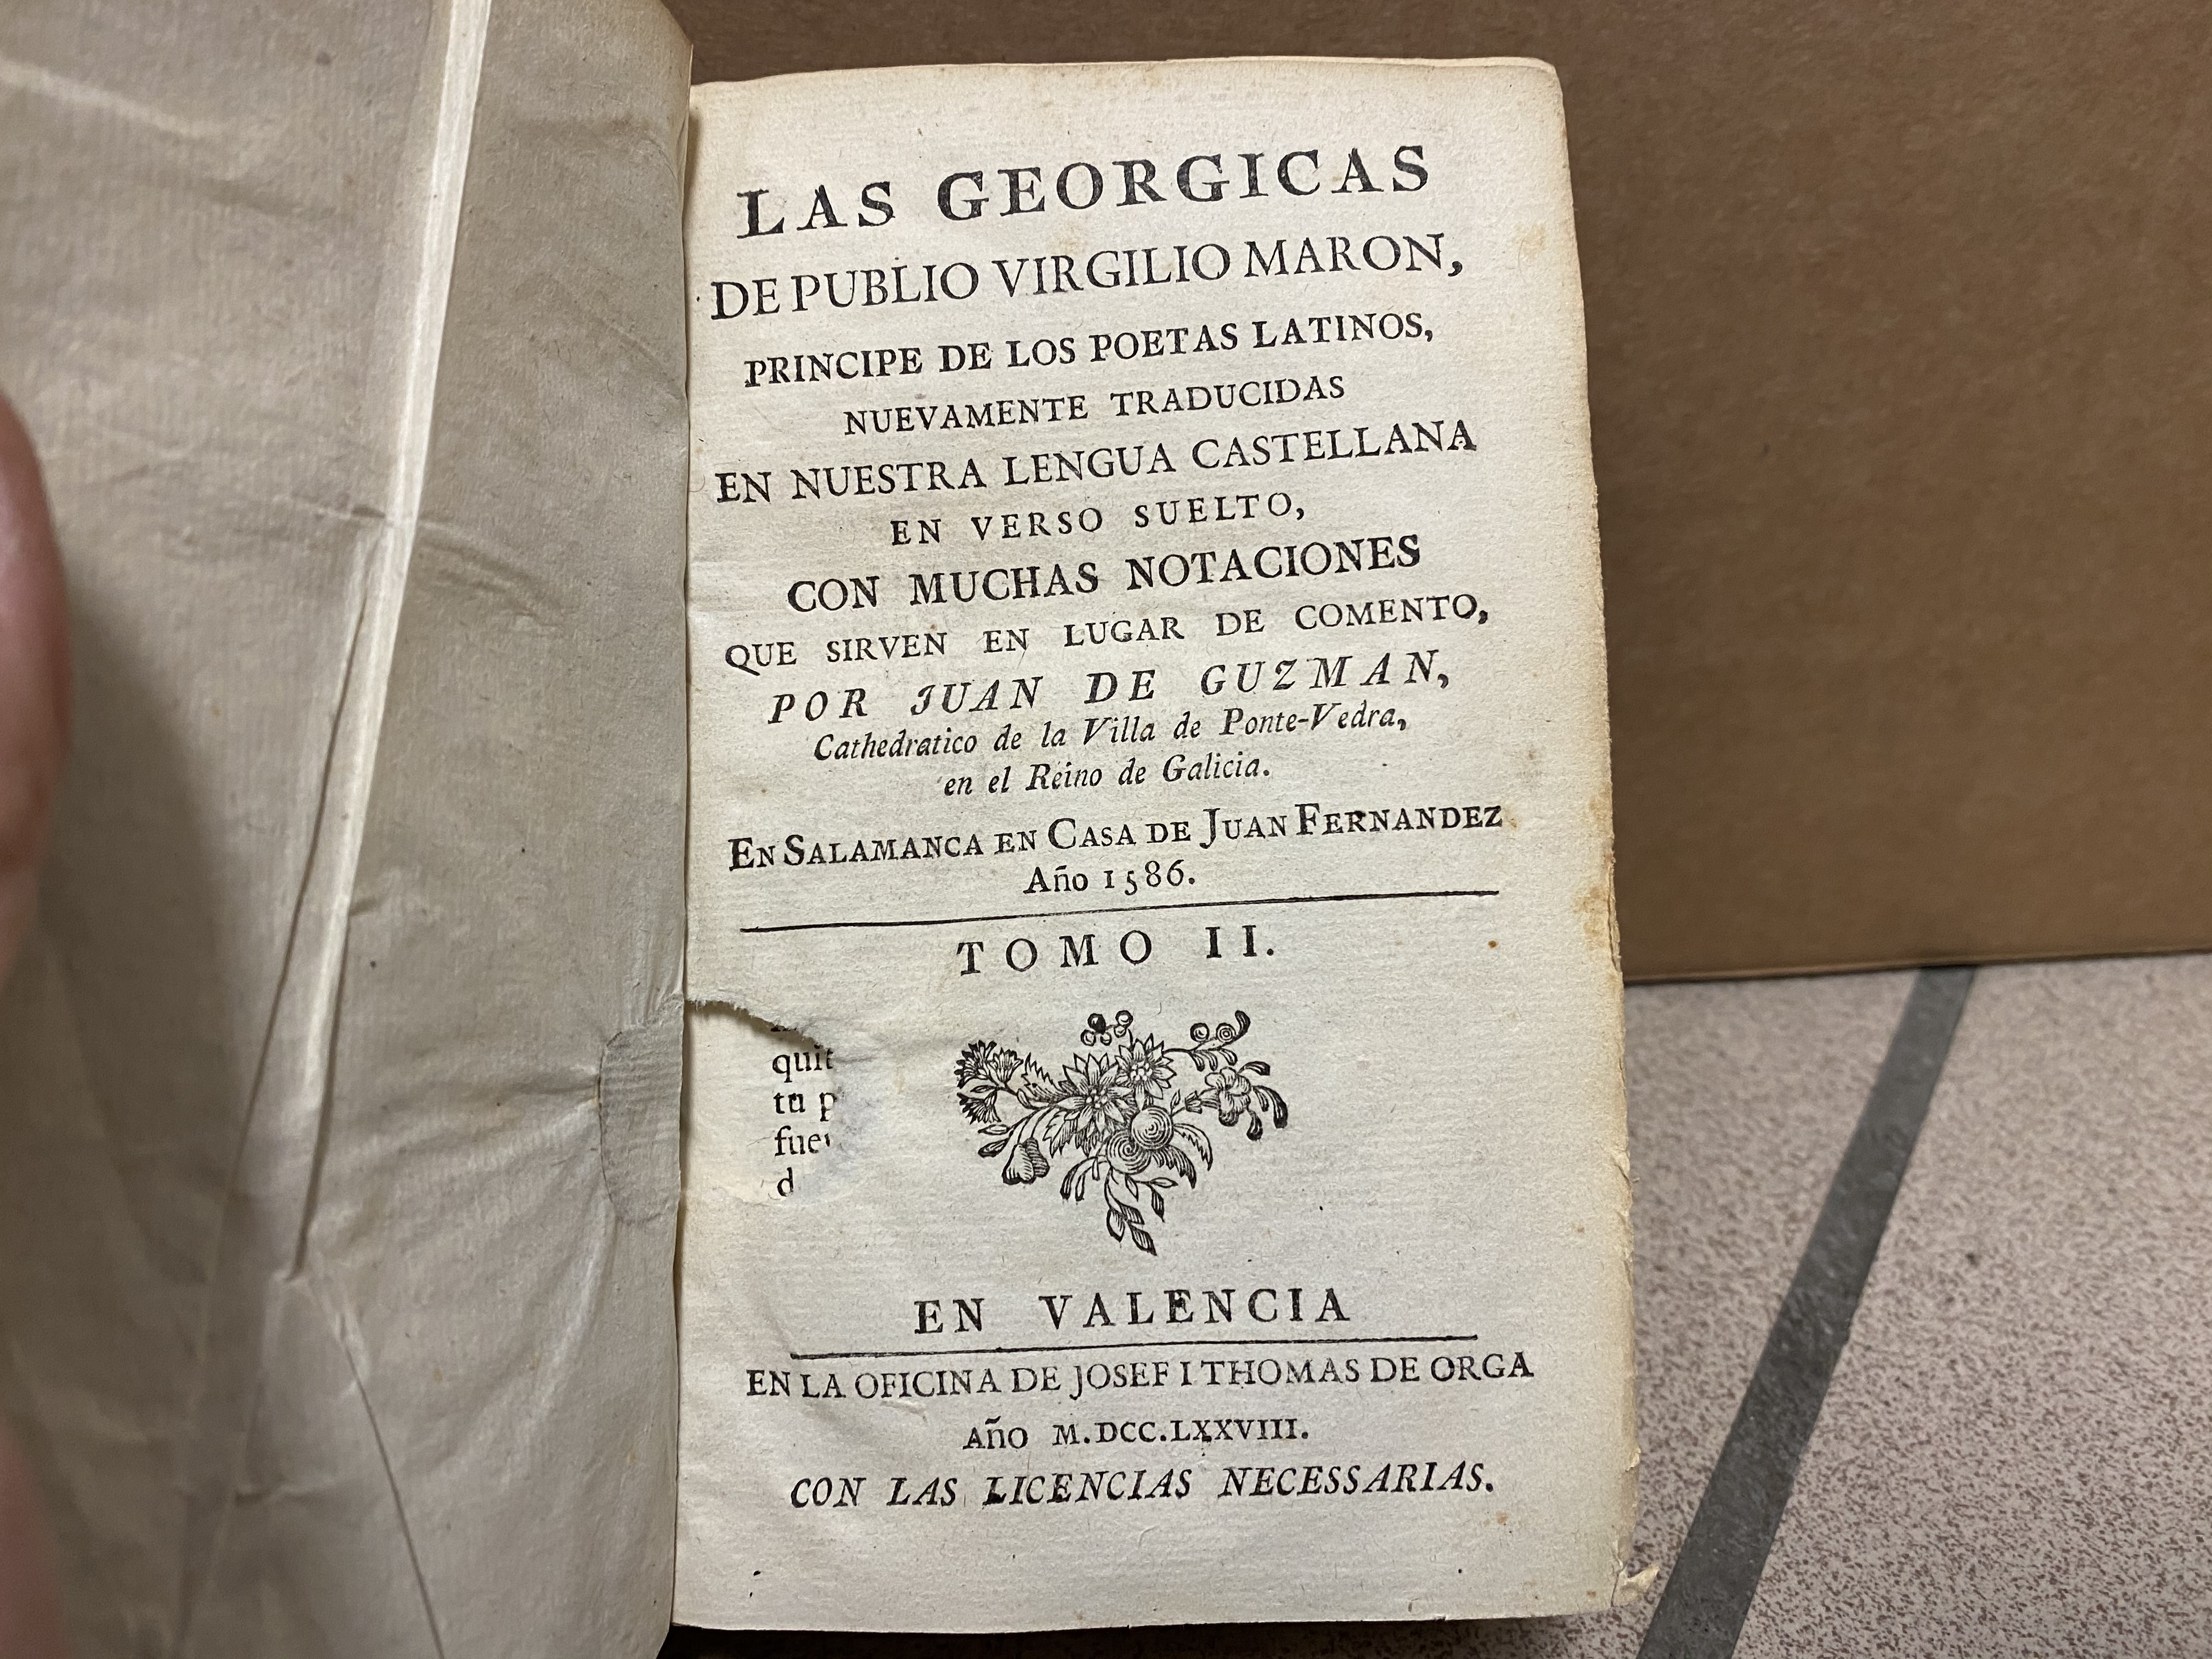 LAS GEORGICAS
DE PUBLIO VIRGILIO MARON,
PRINCIPE DE LOS POETAS LATINOS,
NUEVAMENTE TRADUCIDAS
EN NUESTRA LENGUA CASTELLANA
EN VERSO SUELTO,
CON MUCHAS NOTACIONES
QUE SIRVEN EN LUGAR DE COMENTO,
POR JUAN DE GUZMAN,
Cathedratico de la Villa de Ponte-Vedra,
en el Reino de Galicia.
EN SALAMANCA EN CASA DE JUAN FERNANDEZ
Año 1586.
TOMO II.
quit
tu p
fue
d
EN VALENCIA
EN LA OFICINA DE JOSEF I THOMAS DE ORGA
Año M.DCC.LXXVIII.
CON LAS LICENCIAS NECESSARIAS.